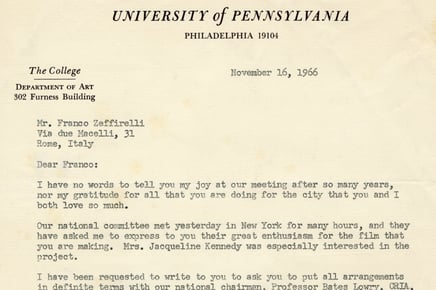 UNIVERSITY of PENNSYLVANIA
PHILADELPHIA 19104
The College
DEPARTMENT OF ART
302 Furness Building
November 16, 1966
Mr. Franco Zeffirelli
Via due Macelli, 31
Rome, Italy
Dear Franco:
I have no words to tell you my joy at our meeting after so many years,
nor my gratitude for all that you are doing for the city that you and I
both love so much.
Our national committee met yesterday in New York for many hours, and they
have asked me to express to you their great enthusiasm for the film that
you are making. Mrs. Jacqueline Kennedy was especially interested in the
project.
I have been requested to write to you to ask you to put all arrangements
in definite terms with our national chairman, Professor Bates Lowry, CRIA,